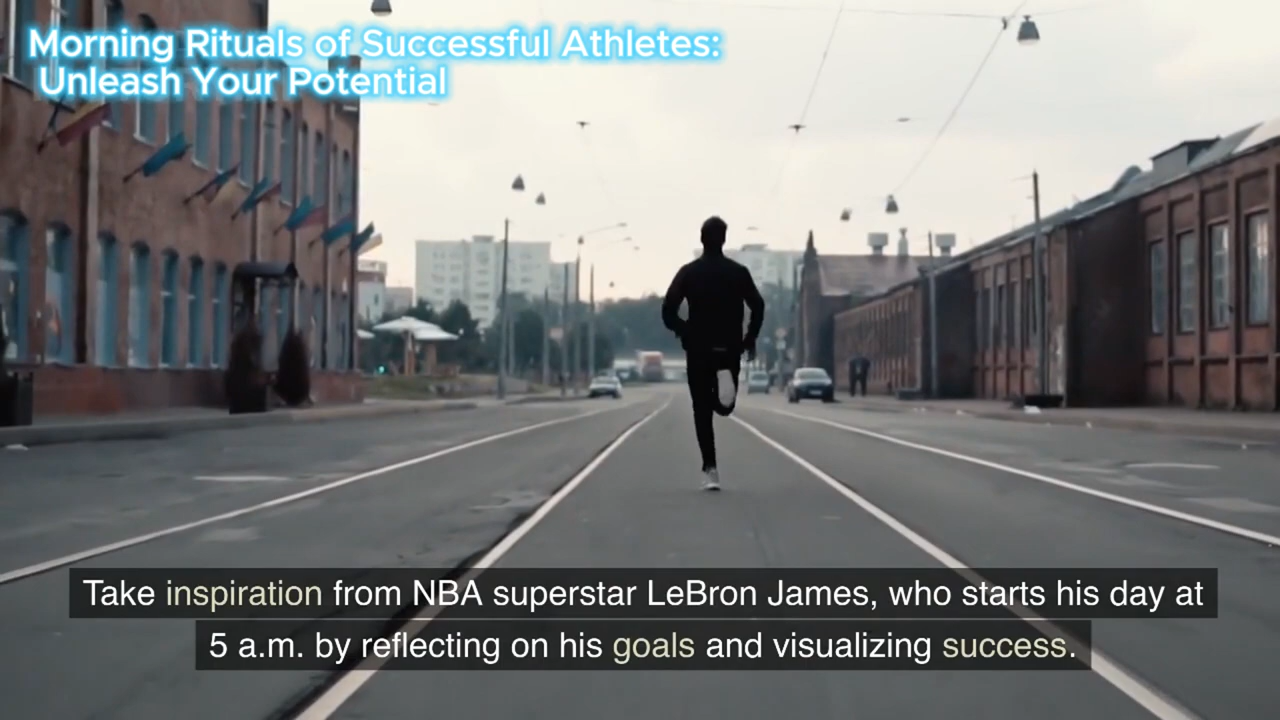 Morning Rituals of Successful Athletes:
Unleash Your Potential
Take inspiration from NBA superstar LeBron James, who starts his day at
5 a.m. by reflecting on his goals and visualizing success.